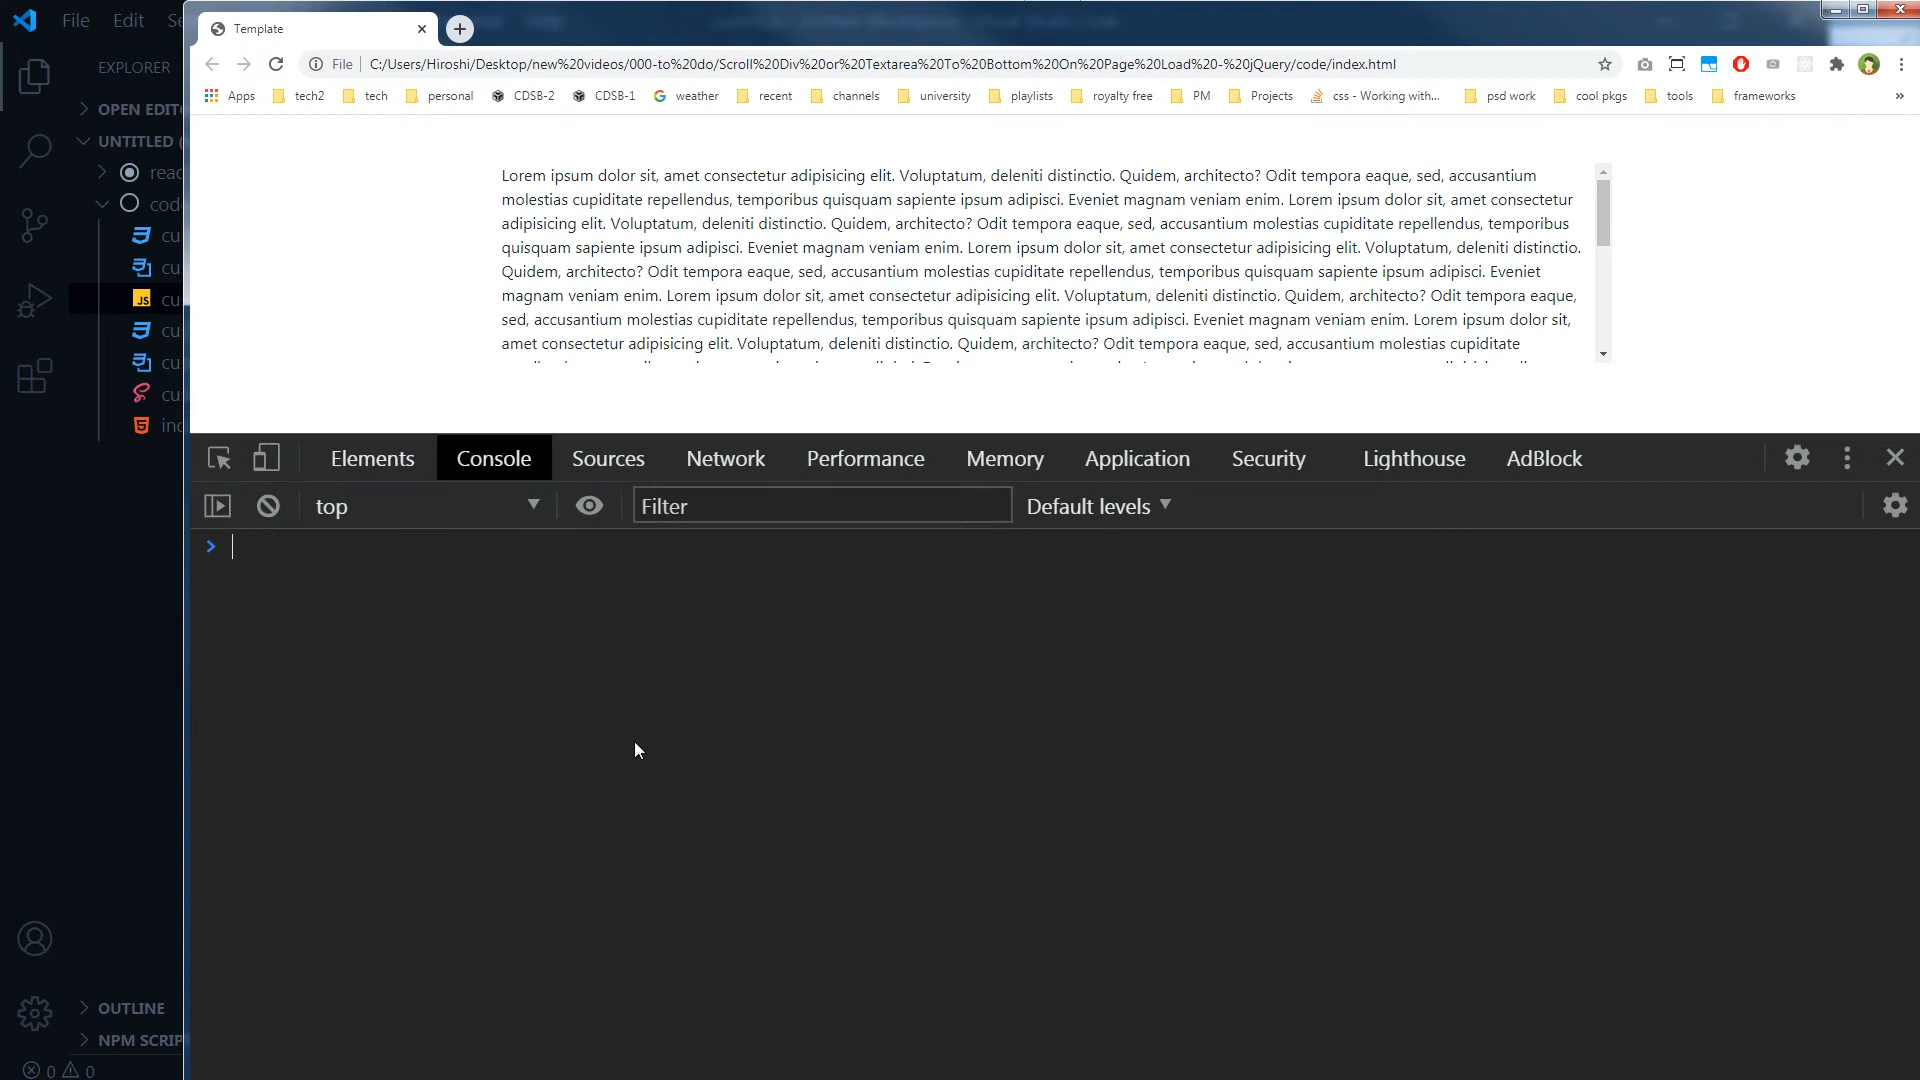 File Edit
Template
File C:/Users/Hiroshi/Desktop/new%20videos/000-to%20do/Scroll%20Div%20or%20Textarea%20To%20Bottom%20On%20Page%20Load%20-%20jQuery/code/index.html
Apps tech2 tech personal CDSB-2 CDSB-1 weather recent channels university playlists royalty free PM Projects css - Working with... psd work cool pkgs tools frameworks »
EXPLORER
OPEN EDIT
UNTITLED (
reac
code
cu
cu
JS cu
cu
cu
cu
inc
OUTLINE
NPM SCRIP
0 0
Lorem ipsum dolor sit, amet consectetur adipisicing elit. Voluptatum, deleniti distinctio. Quidem, architecto? Odit tempora eaque, sed, accusantium
molestias cupiditate repellendus, temporibus quisquam sapiente ipsum adipisci. Eveniet magnam veniam enim. Lorem ipsum dolor sit, amet consectetur
adipisicing elit. Voluptatum, deleniti distinctio. Quidem, architecto? Odit tempora eaque, sed, accusantium molestias cupiditate repellendus, temporibus
quisquam sapiente ipsum adipisci. Eveniet magnam veniam enim. Lorem ipsum dolor sit, amet consectetur adipisicing elit. Voluptatum, deleniti distinctio.
Quidem, architecto? Odit tempora eaque, sed, accusantium molestias cupiditate repellendus, temporibus quisquam sapiente ipsum adipisci. Eveniet
magnam veniam enim. Lorem ipsum dolor sit, amet consectetur adipisicing elit. Voluptatum, deleniti distinctio. Quidem, architecto? Odit tempora eaque,
sed, accusantium molestias cupiditate repellendus, temporibus quisquam sapiente ipsum adipisci. Eveniet magnam veniam enim. Lorem ipsum dolor sit,
amet consectetur adipisicing elit. Voluptatum, deleniti distinctio. Quidem, architecto? Odit tempora eaque, sed, accusantium molestias cupiditate
Elements Console Sources Network Performance Memory Application Security Lighthouse AdBlock
top Filter Default levels